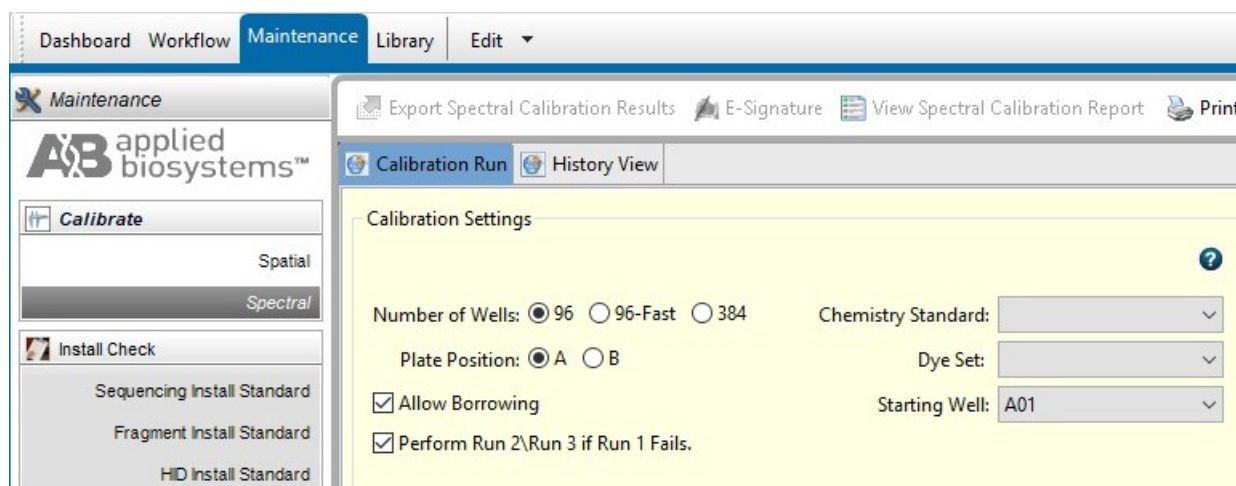 Dashboard Workflow Maintenance Library Edit
Maintenance
Export Spectral Calibration Results E-Signature View Spectral Calibration Report Print
AB applied biosystems™
Calibration Run History View
Calibrate
Calibration Settings
Spatial
Spectral
Number of Wells: 96 96-Fast 384 Chemistry Standard:
Install Check
Plate Position: A B Dye Set:
Sequencing Install Standard
Allow Borrowing Starting Well: A01
Fragment Install Standard
Perform Run 2\Run 3 if Run 1 Fails.
HID Install Standard